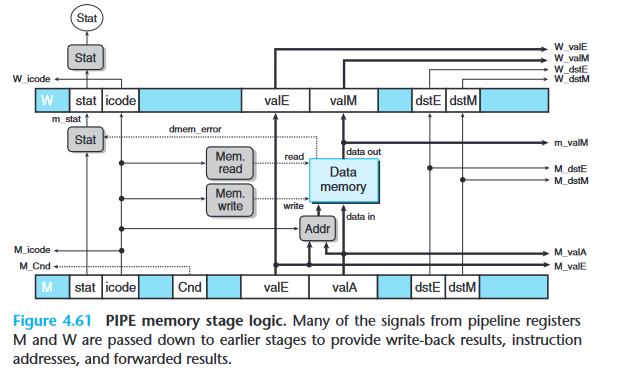 Stat
Stat
W_valE
W_valM
W_dstE
W_dstM
W_icode
W stat icode valE valM dstE dstM
m_stat
dmem_error
Stat
data out
m_valM
Mem. read
read
Data memory
M_dstE
M_dstM
Mem. write
write
data in
Addr
M_icode
M_valA
M_Cnd
M_valE
M stat icode Cnd valE valA dstE dstM
Figure 4.61 PIPE memory stage logic. Many of the signals from pipeline registers
M and W are passed down to earlier stages to provide write-back results, instruction
addresses, and forwarded results.